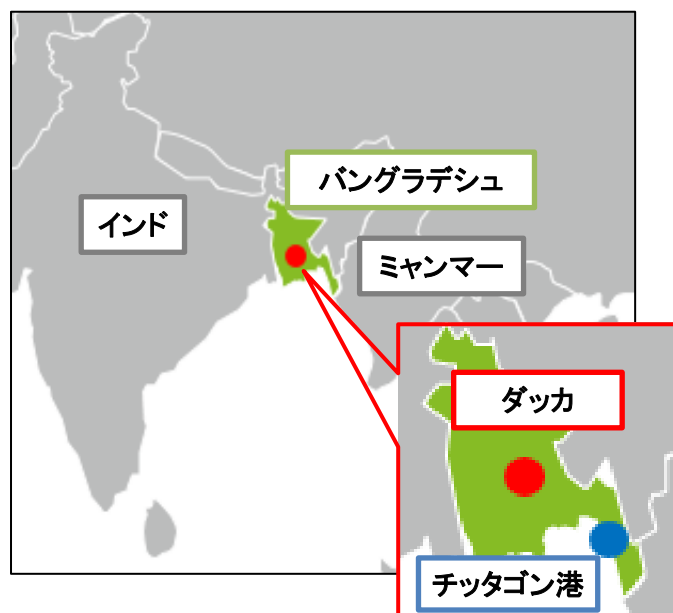 バングラデシュ
インド
ミャンマー
ダッカ
チッタゴン港